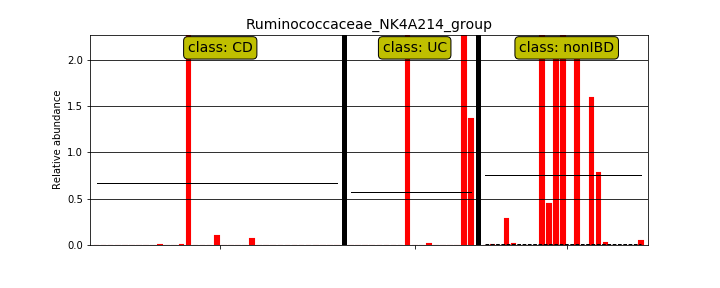 Ruminococcaceae_NK4A214_group
class: CD
class: UC
class: nonIBD
Relative abundance
2.0
1.5
1.0
0.5
0.0